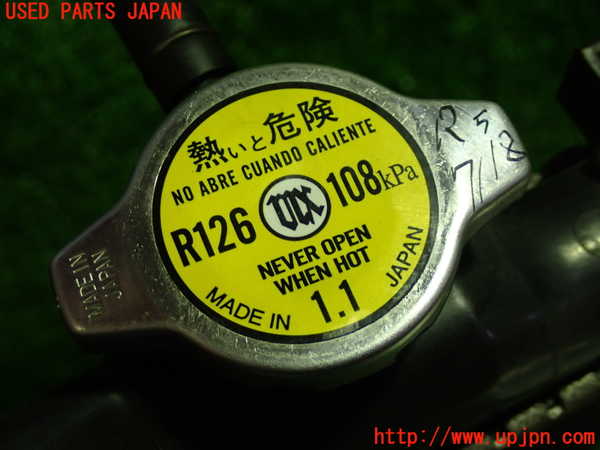 USED PARTS JAPAN
熱いと危険
NO ABRE CUANDO CALIENTE
R126
108kPa
NEVER OPEN
WHEN HOT
MADE IN
1.1
JAPAN
R5
7/18
MADE IN
JAPAN
http://www.upjpn.com/